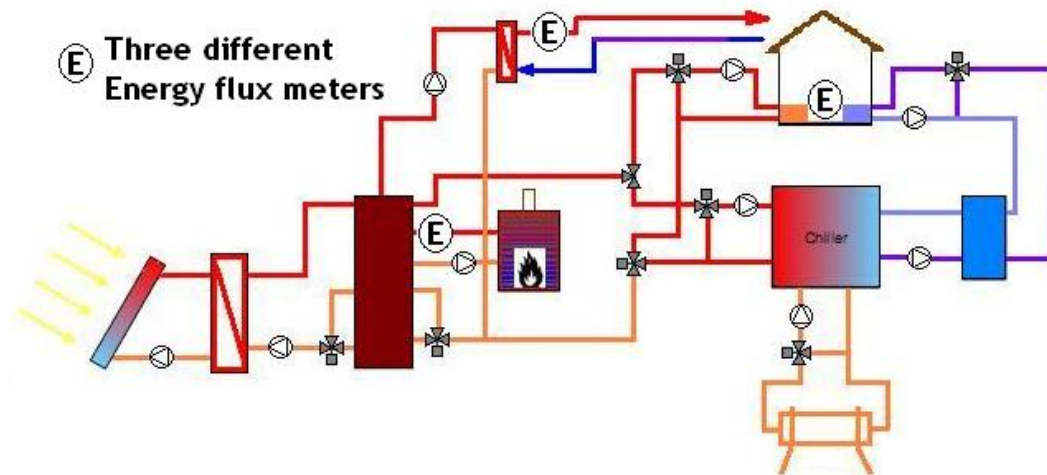 E Three different
Energy flux meters
E
E
E
Chiller